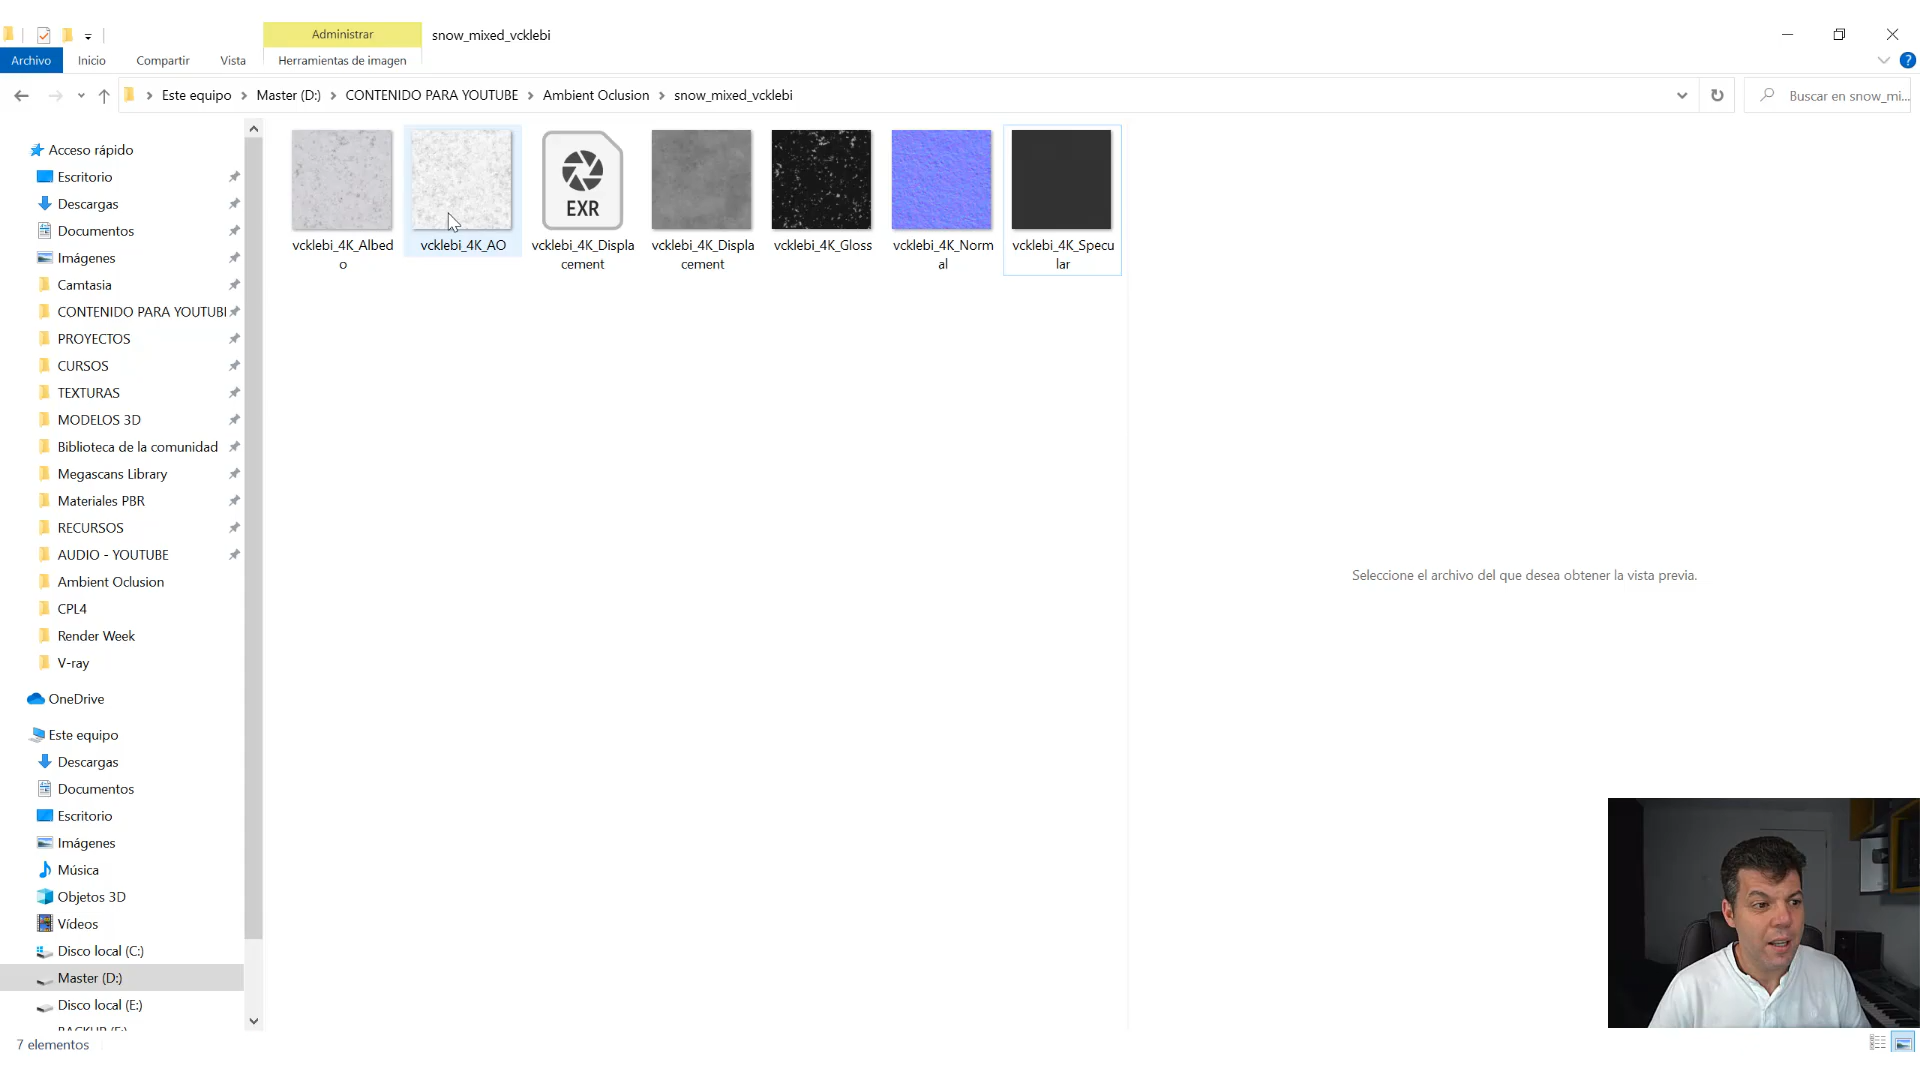 Administrar
snow_mixed_vcklebi
Archivo
Inicio
Compartir
Vista
Herramientas de imagen
?
Este equipo
Master (D:)
CONTENIDO PARA YOUTUBE
Ambient Oclusion
snow_mixed_vcklebi
Buscar en snow_mi...
Acceso rápido
Escritorio
Descargas
Documentos
Imágenes
Camtasia
CONTENIDO PARA YOUTUBI
PROYECTOS
CURSOS
TEXTURAS
MODELOS 3D
Biblioteca de la comunidad
Megascans Library
Materiales PBR
RECURSOS
AUDIO - YOUTUBE
Ambient Oclusion
CPL4
Render Week
V-ray
OneDrive
Este equipo
Descargas
Documentos
Escritorio
Imágenes
Música
Objetos 3D
Vídeos
Disco local (C:)
Master (D:)
Disco local (E:)
BACKUP (F:)
7 elementos
vcklebi_4K_Albed
o
vcklebi_4K_AO
EXR
vcklebi_4K_Displa
cement
vcklebi_4K_Displa
cement
vcklebi_4K_Gloss
vcklebi_4K_Norm
al
vcklebi_4K_Specu
lar
Seleccione el archivo del que desea obtener la vista previa.